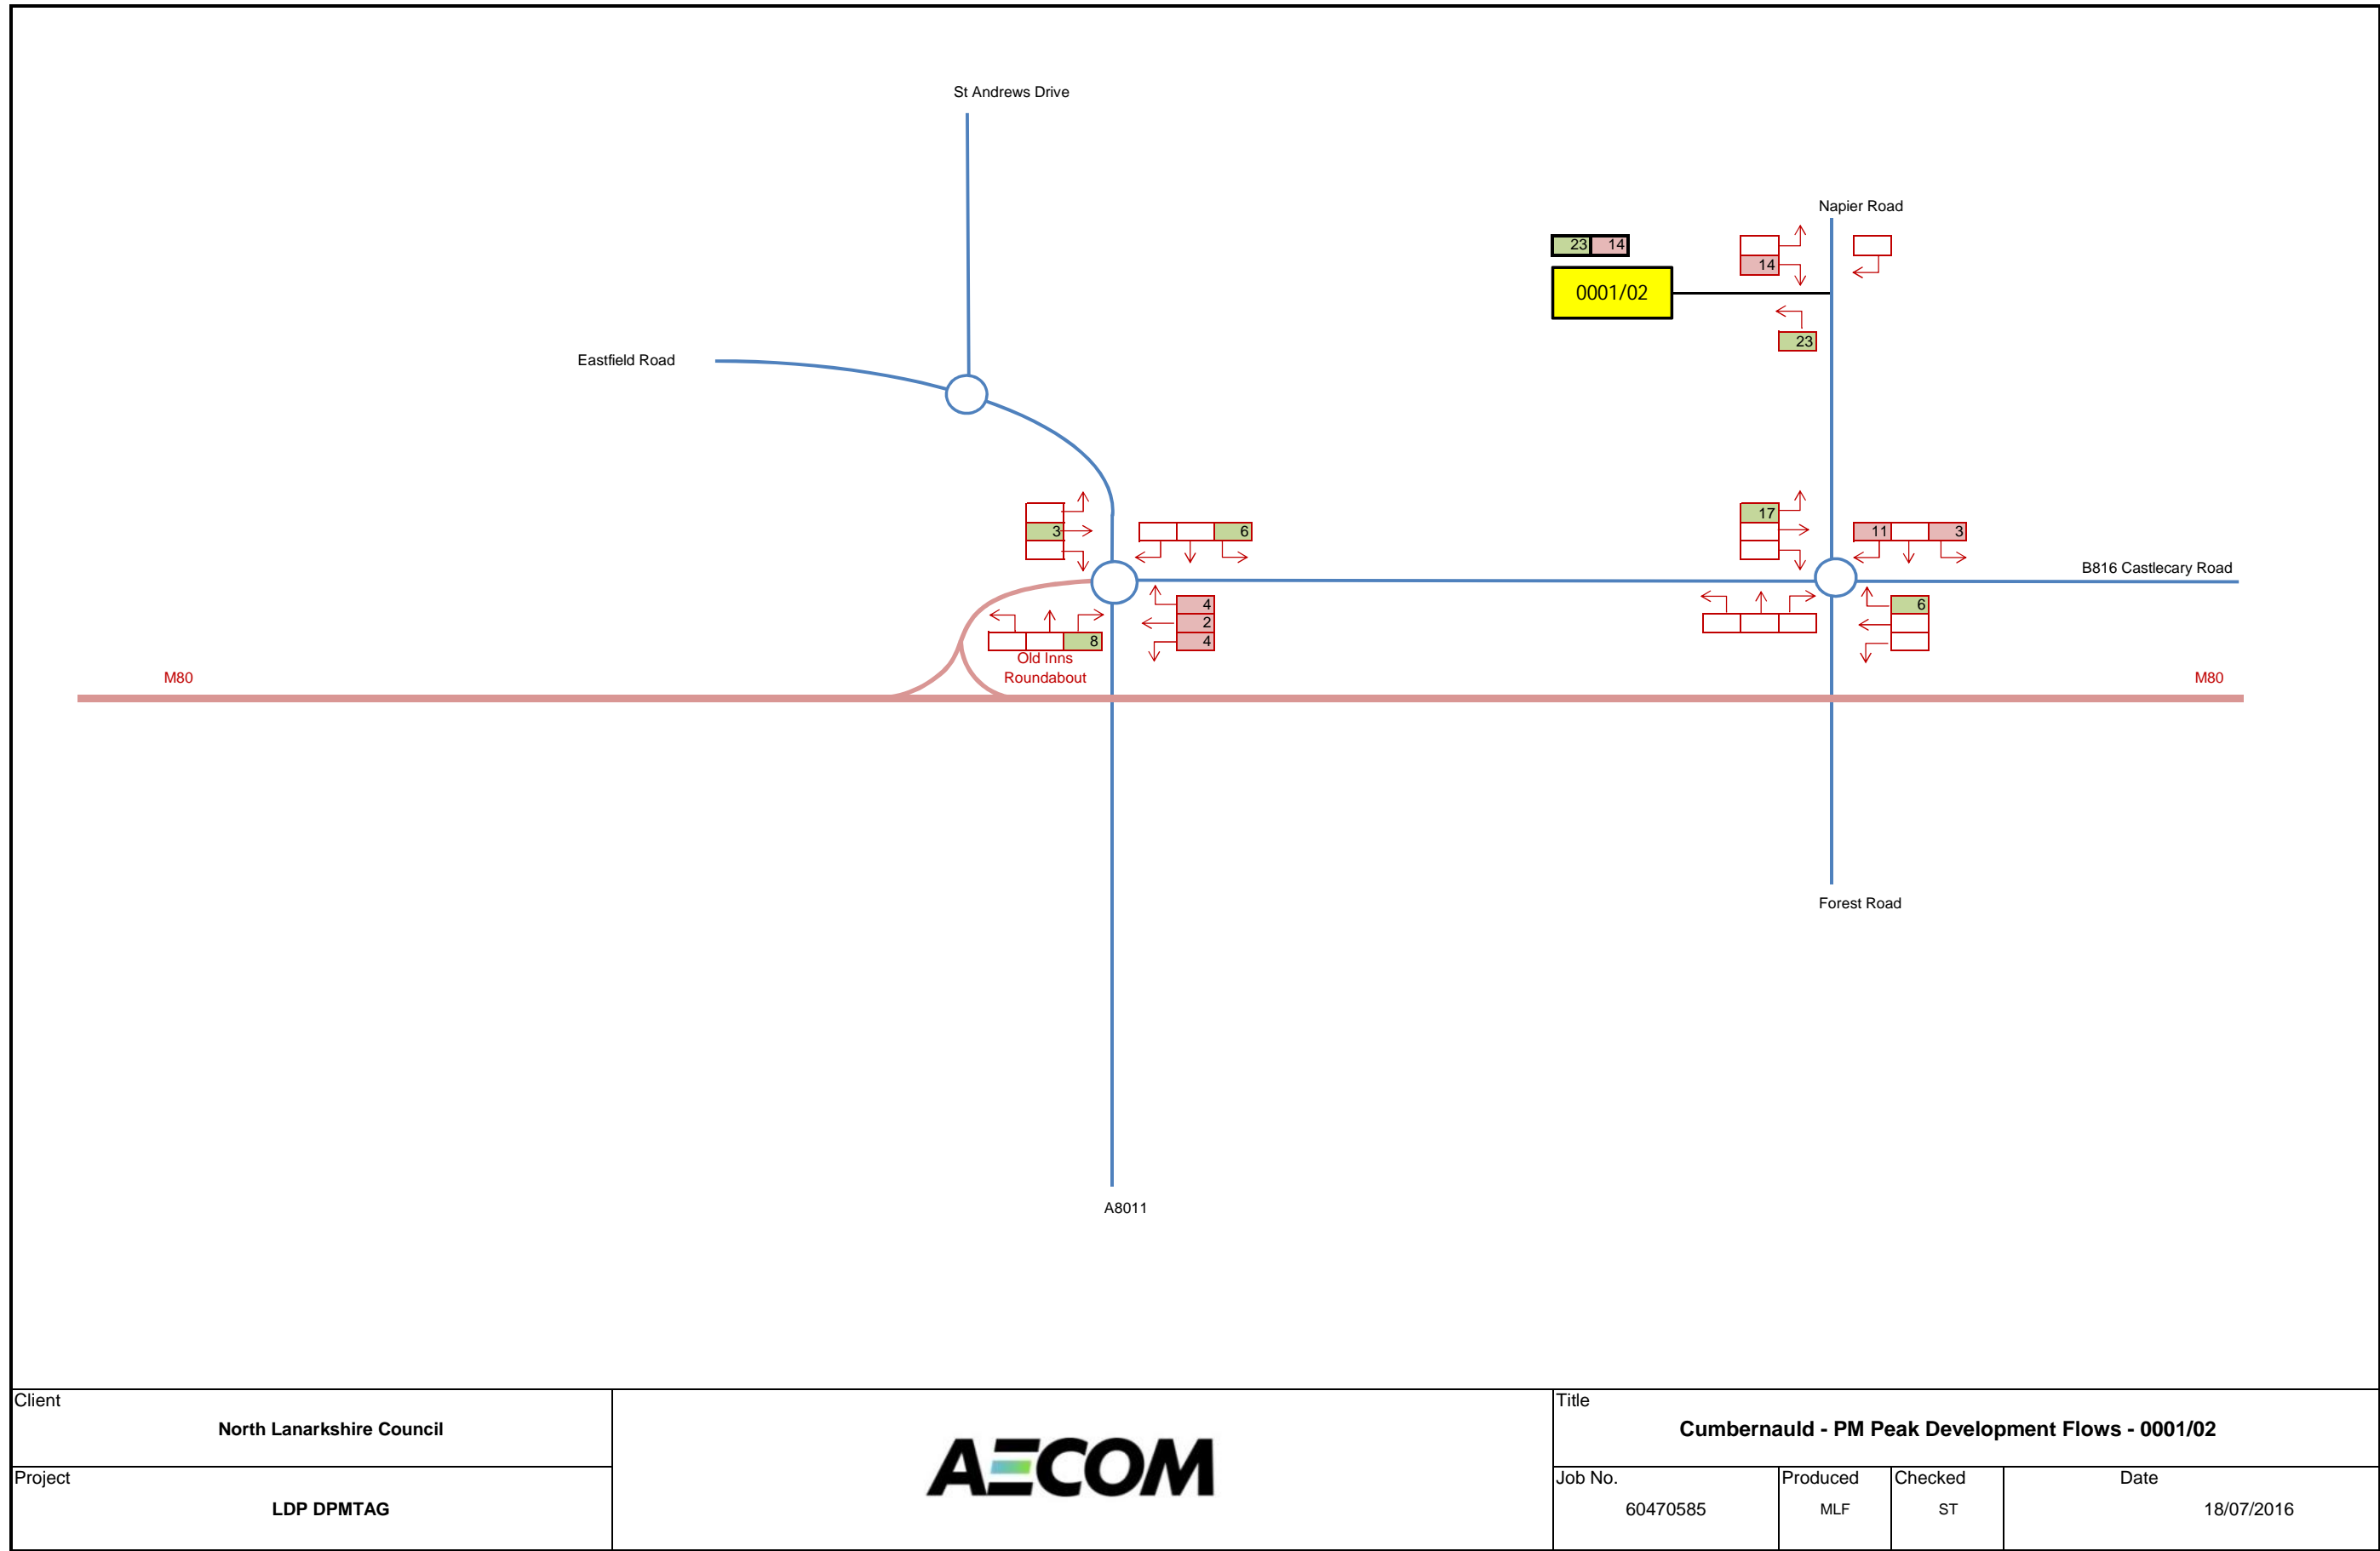 St Andrews Drive
Napier Road
23 14
14
0001/02
23
Eastfield Road
3
6
17
11 3
B816 Castlecary Road
4
2
4
6
8
Old Inns
Roundabout
M80
M80
Forest Road
A8011
Client
North Lanarkshire Council
Project
LDP DPMTAG
AECOM
Title
Cumbernauld - PM Peak Development Flows - 0001/02
Job No.
60470585
Produced
MLF
Checked
ST
Date
18/07/2016